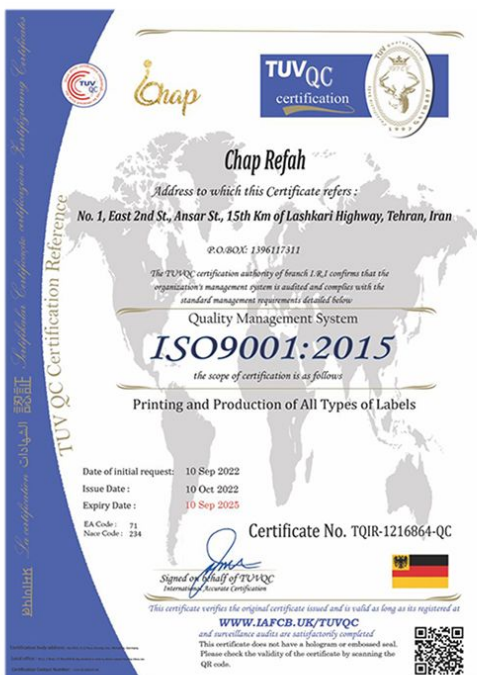 TUV
QC
Chap
TUV QC
certification
Chap Refah
Address to which this Certificate refers :
No. 1, East 2nd St., Ansar St., 15th Km of Lashkari Highway, Tehran, Iran
P.O.BOX: 1396117311
The TUVQC certification authority of branch I.R.I confirms that the
organization's management system is audited and complies with the
standard management requirements detailed below
Quality Management System
ISO9001:2015
the scope of certification is as follows
Printing and Production of All Types of Labels
Date of initial request: 10 Sep 2022
Issue Date : 10 Oct 2022
Expiry Date : 10 Sep 2025
EA Code : 71
Nace Code : 234
Certificate No. TQIR-1216864-QC
Signed on behalf of TUVQC
International Accurate Certification
This certificate verifies the original certificate issued and is valid as long as its registered at
WWW.IAFCB.UK/TUVQC
and surveillance audits are satisfactorily completed
This certificate does not have a hologram or embossed seal.
Please check the validity of the certificate by scanning the
QR code.
TUV QC Certification Reference